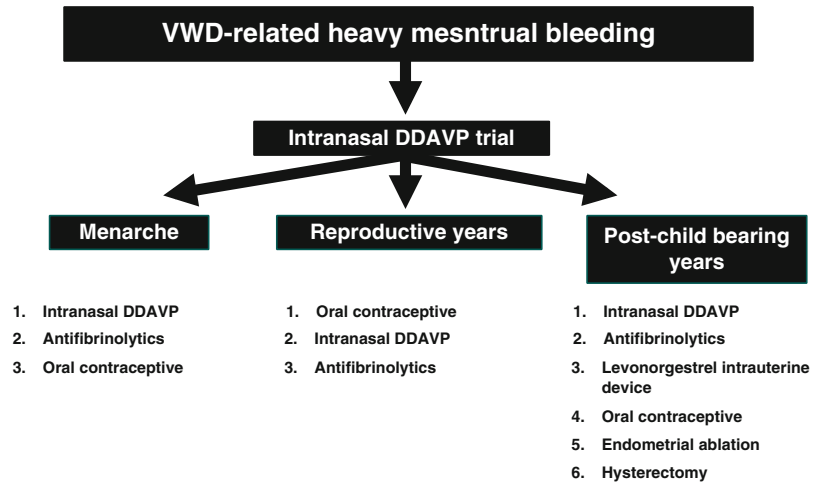 VWD-related heavy mesntrual bleeding
Intranasal DDAVP trial
Menarche
1. Intranasal DDAVP
2. Antifibrinolytics
3. Oral contraceptive
Reproductive years
1. Oral contraceptive
2. Intranasal DDAVP
3. Antifibrinolytics
Post-child bearing
years
1. Intranasal DDAVP
2. Antifibrinolytics
3. Levonorgestrel intrauterine
device
4. Oral contraceptive
5. Endometrial ablation
6. Hysterectomy